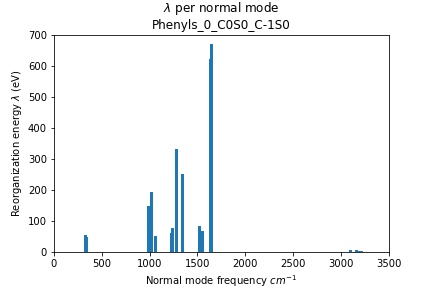 λ per normal mode
Phenyls_0_C0S0_C-1S0
Reorganization energy λ (eV)
700
600
500
400
300
200
100
0
0 500 1000 1500 2000 2500 3000 3500
Normal mode frequency cm⁻¹